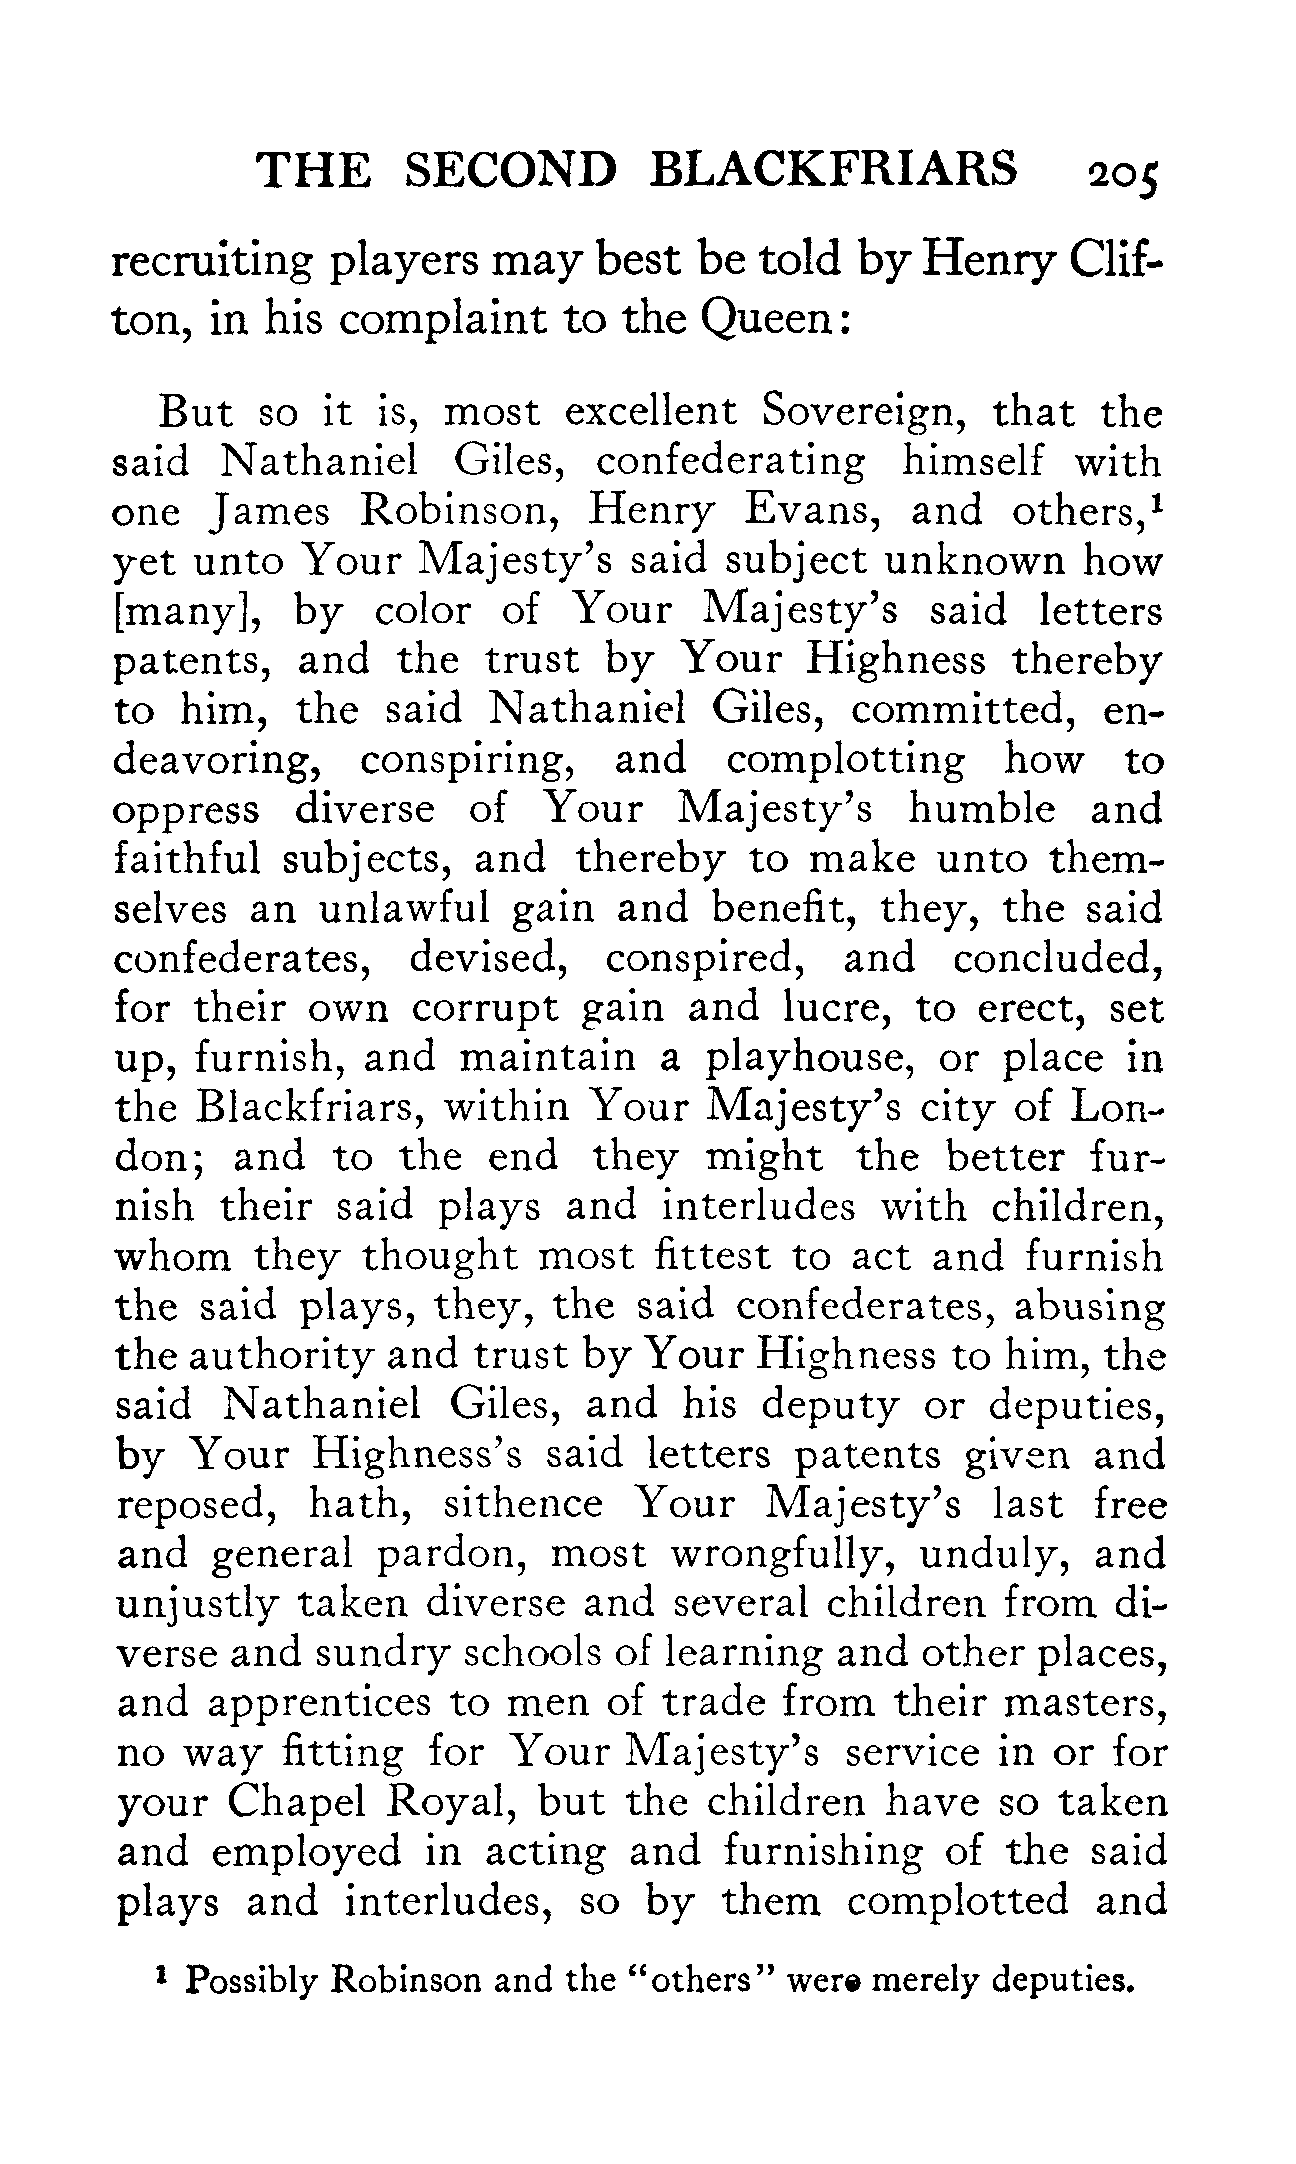 THE SECOND BLACKFRIARS 205
recruiting players may best be told by Henry Clif-
ton, in his complaint to the Queen:
But so it is, most excellent Sovereign, that the
said Nathaniel Giles, confederating himself with
one James Robinson, Henry Evans, and others,¹
yet unto Your Majesty's said subject unknown how
[many], by color of Your Majesty's said letters
patents, and the trust by Your Highness thereby
to him, the said Nathaniel Giles, committed, en-
deavoring, conspiring, and complotting how to
oppress diverse of Your Majesty's humble and
faithful subjects, and thereby to make unto them-
selves an unlawful gain and benefit, they, the said
confederates, devised, conspired, and concluded,
for their own corrupt gain and lucre, to erect, set
up, furnish, and maintain a playhouse, or place in
the Blackfriars, within Your Majesty's city of Lon-
don; and to the end they might the better fur-
nish their said plays and interludes with children,
whom they thought most fittest to act and furnish
the said plays, they, the said confederates, abusing
the authority and trust by Your Highness to him, the
said Nathaniel Giles, and his deputy or deputies,
by Your Highness's said letters patents given and
reposed, hath, sithence Your Majesty's last free
and general pardon, most wrongfully, unduly, and
unjustly taken diverse and several children from di-
verse and sundry schools of learning and other places,
and apprentices to men of trade from their masters,
no way fitting for Your Majesty's service in or for
your Chapel Royal, but the children have so taken
and employed in acting and furnishing of the said
plays and interludes, so by them complotted and
¹ Possibly Robinson and the "others" were merely deputies.